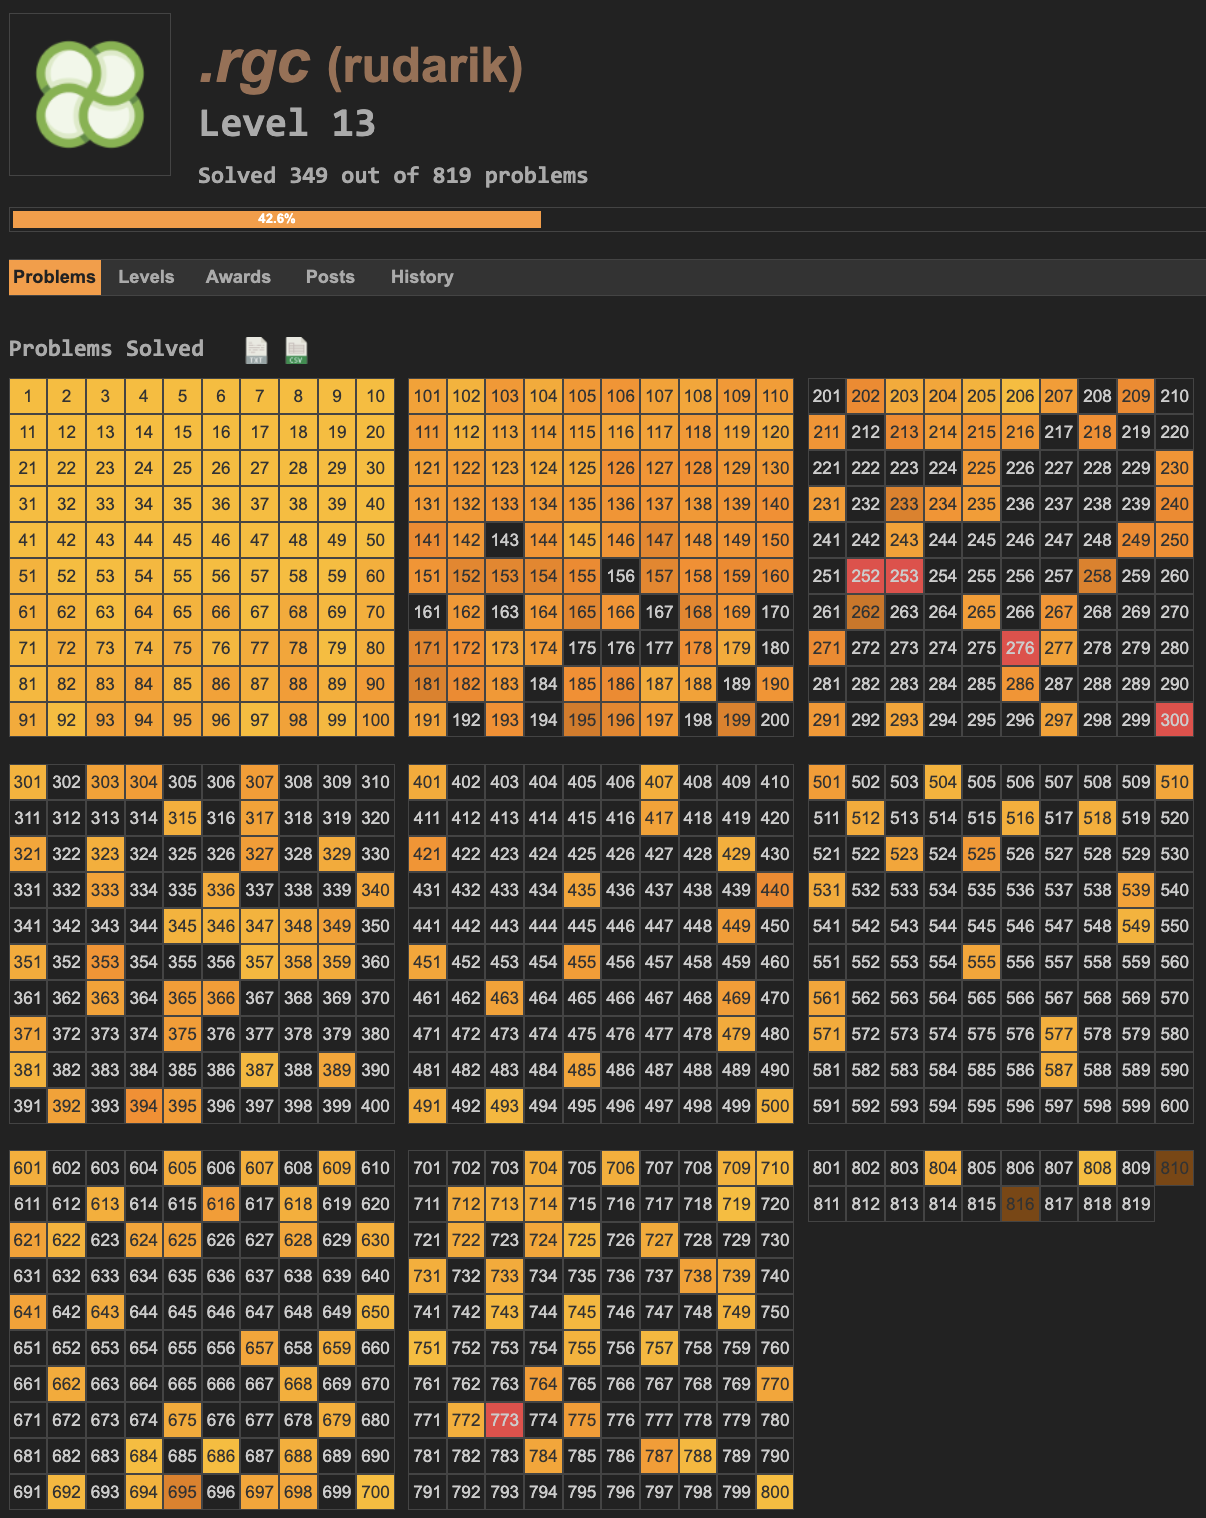 .rgc (rudarik)
Level 13
Solved 349 out of 819 problems
42.6%
Problems Levels Awards Posts History
Problems Solved TXT CSV
1 2 3 4 5 6 7 8 9 10 101 102 103 104 105 106 107 108 109 110 201 202 203 204 205 206 207 208 209 210
11 12 13 14 15 16 17 18 19 20 111 112 113 114 115 116 117 118 119 120 211 212 213 214 215 216 217 218 219 220
21 22 23 24 25 26 27 28 29 30 121 122 123 124 125 126 127 128 129 130 221 222 223 224 225 226 227 228 229 230
31 32 33 34 35 36 37 38 39 40 131 132 133 134 135 136 137 138 139 140 231 232 233 234 235 236 237 238 239 240
41 42 43 44 45 46 47 48 49 50 141 142 143 144 145 146 147 148 149 150 241 242 243 244 245 246 247 248 249 250
51 52 53 54 55 56 57 58 59 60 151 152 153 154 155 156 157 158 159 160 251 252 253 254 255 256 257 258 259 260
61 62 63 64 65 66 67 68 69 70 161 162 163 164 165 166 167 168 169 170 261 262 263 264 265 266 267 268 269 270
71 72 73 74 75 76 77 78 79 80 171 172 173 174 175 176 177 178 179 180 271 272 273 274 275 276 277 278 279 280
81 82 83 84 85 86 87 88 89 90 181 182 183 184 185 186 187 188 189 190 281 282 283 284 285 286 287 288 289 290
91 92 93 94 95 96 97 98 99 100 191 192 193 194 195 196 197 198 199 200 291 292 293 294 295 296 297 298 299 300
301 302 303 304 305 306 307 308 309 310 401 402 403 404 405 406 407 408 409 410 501 502 503 504 505 506 507 508 509 510
311 312 313 314 315 316 317 318 319 320 411 412 413 414 415 416 417 418 419 420 511 512 513 514 515 516 517 518 519 520
321 322 323 324 325 326 327 328 329 330 421 422 423 424 425 426 427 428 429 430 521 522 523 524 525 526 527 528 529 530
331 332 333 334 335 336 337 338 339 340 431 432 433 434 435 436 437 438 439 440 531 532 533 534 535 536 537 538 539 540
341 342 343 344 345 346 347 348 349 350 441 442 443 444 445 446 447 448 449 450 541 542 543 544 545 546 547 548 549 550
351 352 353 354 355 356 357 358 359 360 451 452 453 454 455 456 457 458 459 460 551 552 553 554 555 556 557 558 559 560
361 362 363 364 365 366 367 368 369 370 461 462 463 464 465 466 467 468 469 470 561 562 563 564 565 566 567 568 569 570
371 372 373 374 375 376 377 378 379 380 471 472 473 474 475 476 477 478 479 480 571 572 573 574 575 576 577 578 579 580
381 382 383 384 385 386 387 388 389 390 481 482 483 484 485 486 487 488 489 490 581 582 583 584 585 586 587 588 589 590
391 392 393 394 395 396 397 398 399 400 491 492 493 494 495 496 497 498 499 500 591 592 593 594 595 596 597 598 599 600
601 602 603 604 605 606 607 608 609 610 701 702 703 704 705 706 707 708 709 710 801 802 803 804 805 806 807 808 809 810
611 612 613 614 615 616 617 618 619 620 711 712 713 714 715 716 717 718 719 720 811 812 813 814 815 816 817 818 819
621 622 623 624 625 626 627 628 629 630 721 722 723 724 725 726 727 728 729 730
631 632 633 634 635 636 637 638 639 640 731 732 733 734 735 736 737 738 739 740
641 642 643 644 645 646 647 648 649 650 741 742 743 744 745 746 747 748 749 750
651 652 653 654 655 656 657 658 659 660 751 752 753 754 755 756 757 758 759 760
661 662 663 664 665 666 667 668 669 670 761 762 763 764 765 766 767 768 769 770
671 672 673 674 675 676 677 678 679 680 771 772 773 774 775 776 777 778 779 780
681 682 683 684 685 686 687 688 689 690 781 782 783 784 785 786 787 788 789 790
691 692 693 694 695 696 697 698 699 700 791 792 793 794 795 796 797 798 799 800